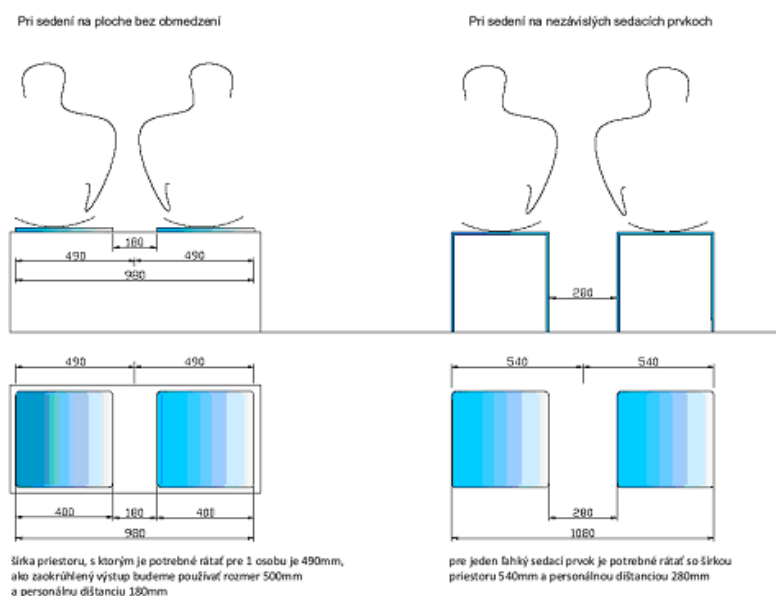 Pri sedení na ploche bez obmedzení
Pri sedení na nezávislých sedacích prvkoch
180
490 490
980
280
490 490
540 540
400 180 400
980
280
1080
šírka priestoru, s ktorým je potrebné rátať pre 1 osobu je 490mm,
ako zaokrúhlený výstup budeme používať rozmer 500mm
a personálnu dištanciu 180mm
pre jeden ľahký sedací prvok je potrebné rátať so šírkou
priestoru 540mm a personálnou dištanciou 280mm